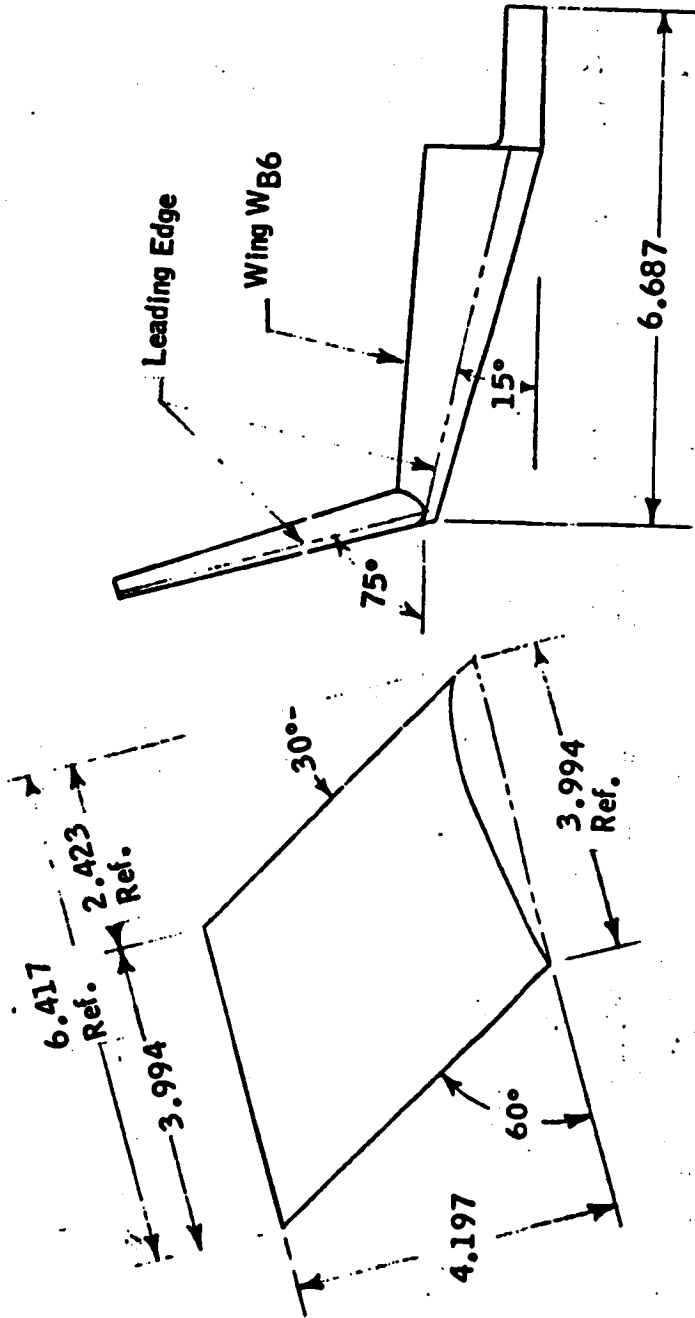 6.417
Ref.
2.423
Ref.
3.994
30°
4.197
60°
3.994
Ref.
Leading Edge
Wing WB6
75°
15°
6.687